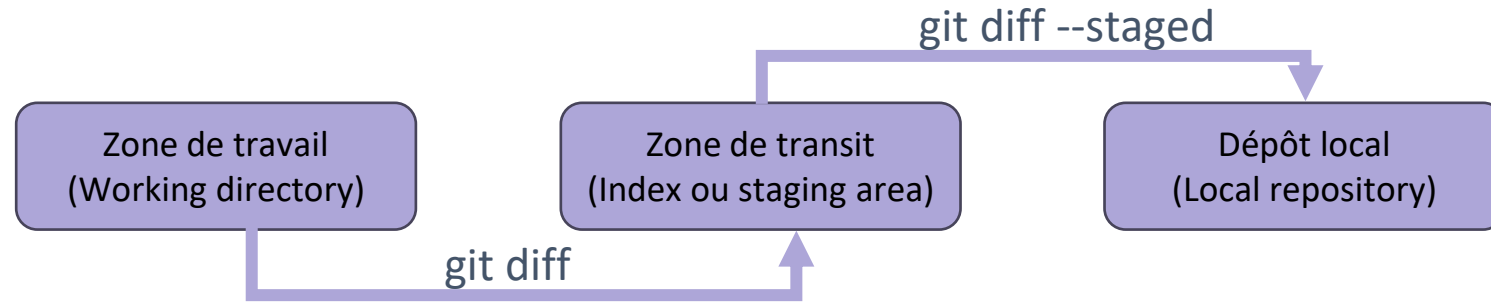 git diff --staged
Zone de travail
(Working directory)
Zone de transit
(Index ou staging area)
Dépôt local
(Local repository)
git diff